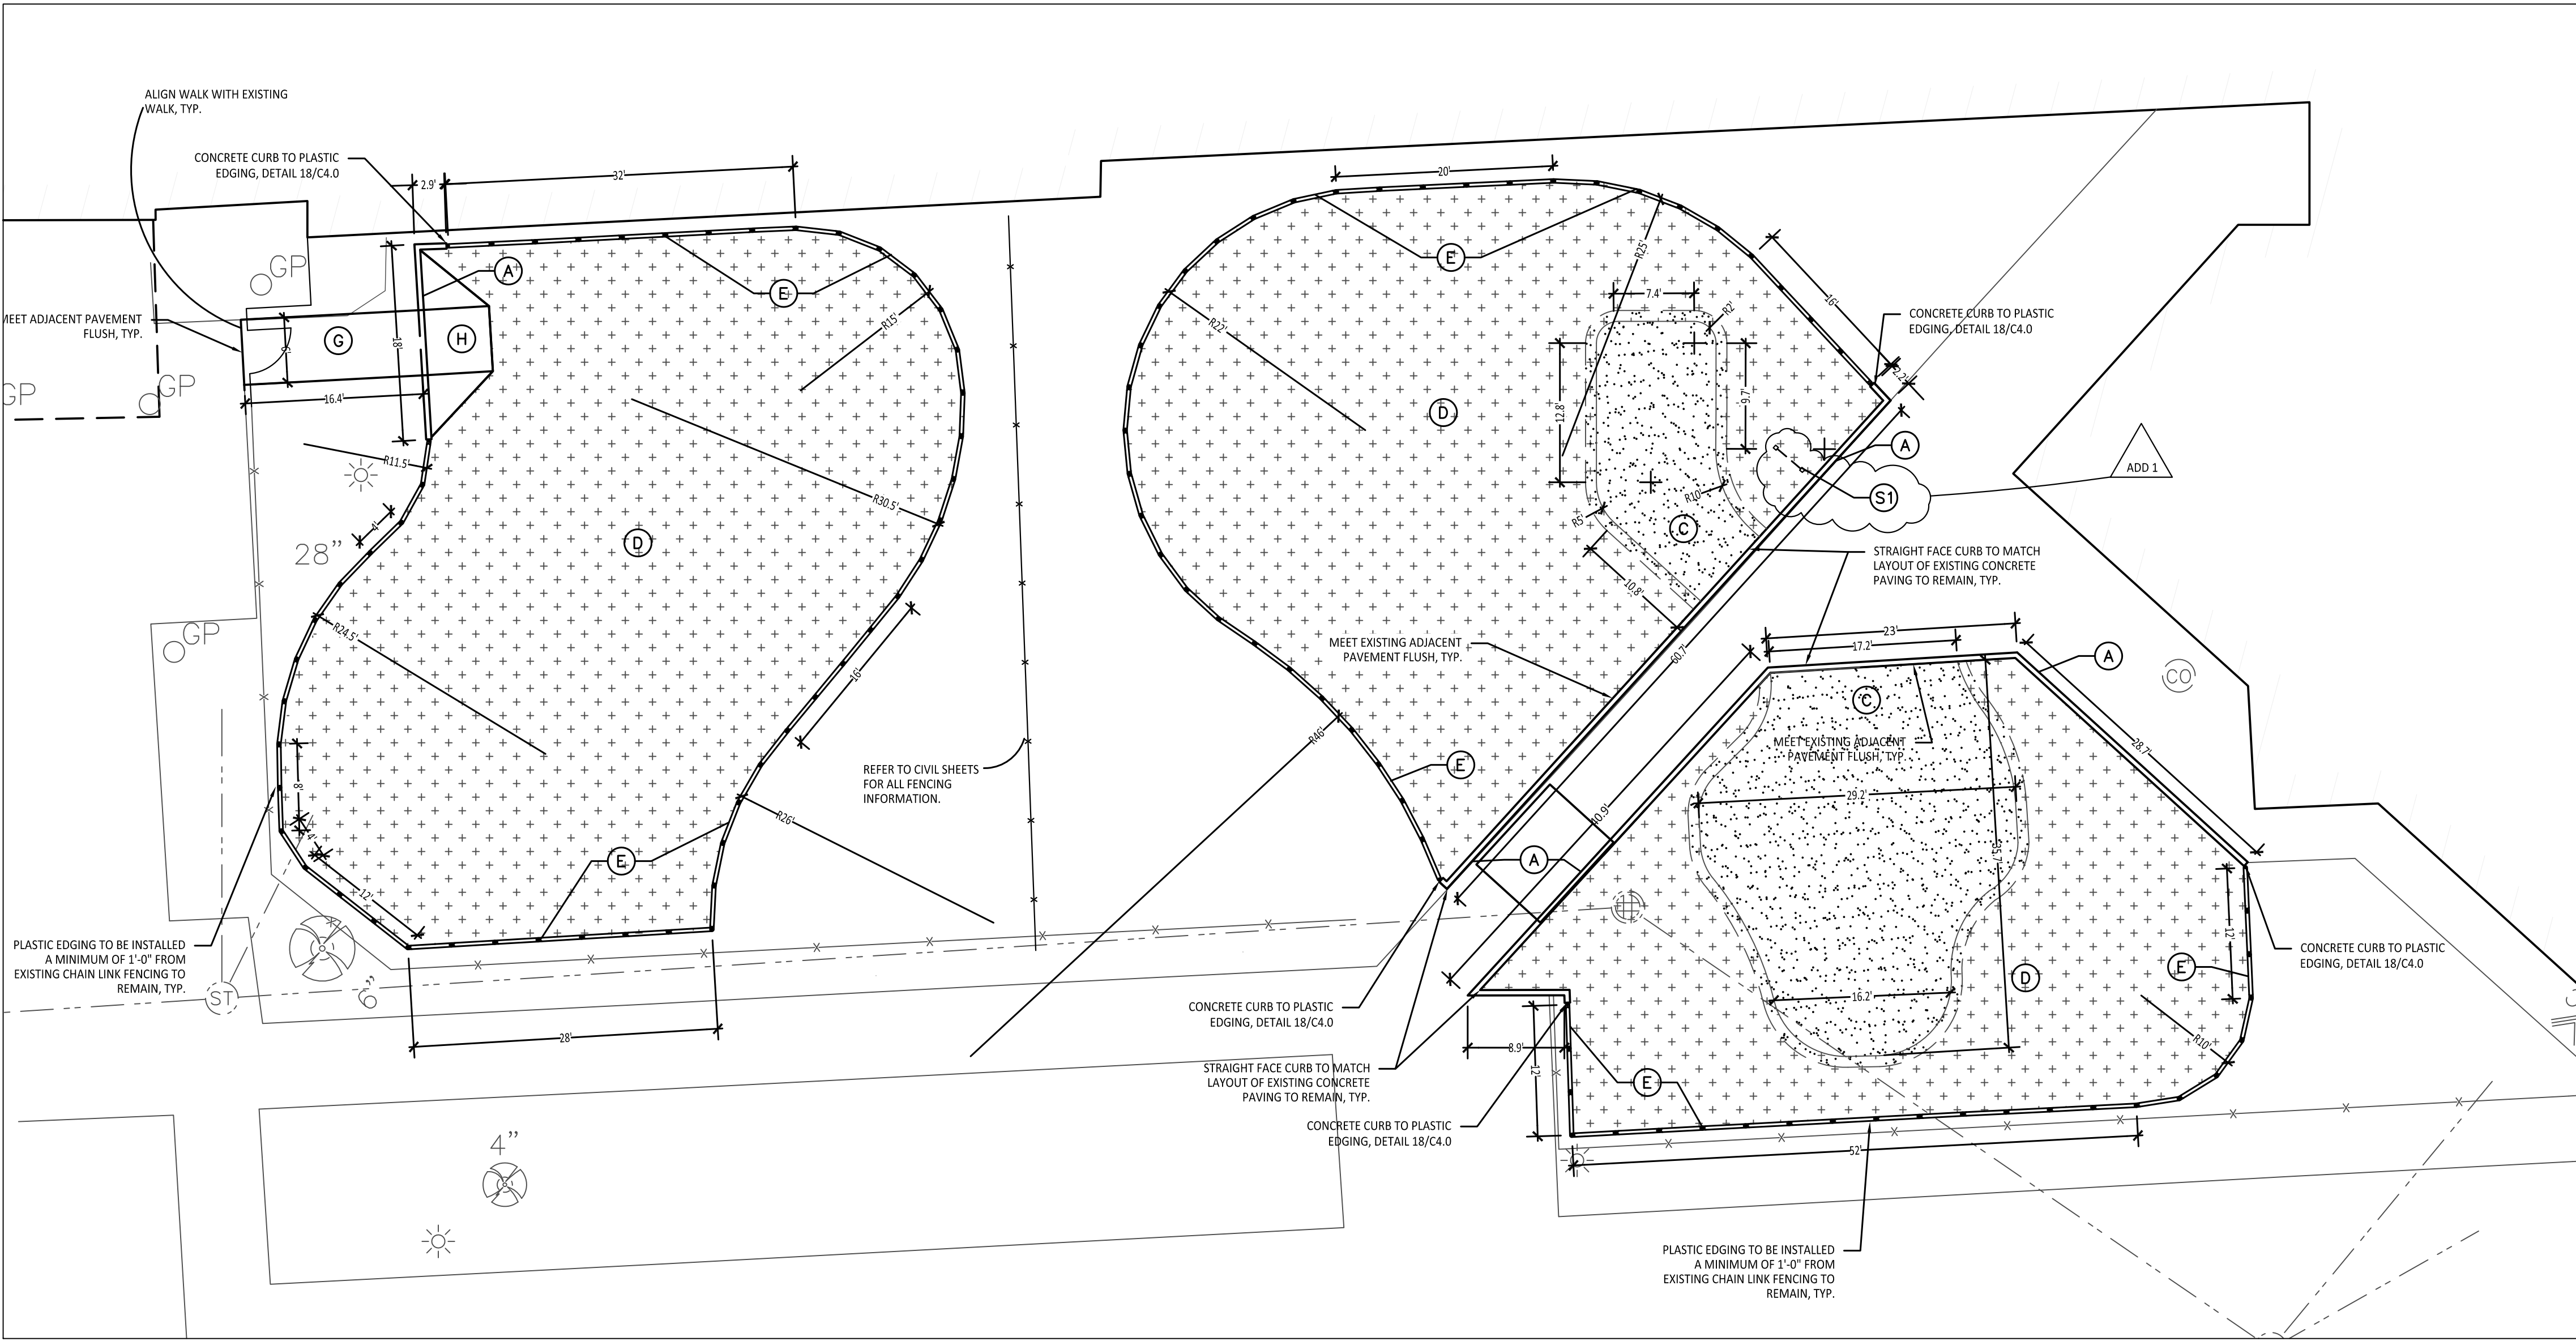 ALIGN WALK WITH EXISTING
WALK, TYP.
CONCRETE CURB TO PLASTIC
EDGING, DETAIL 18/C4.0
2.9'
32'
20'
A
E
E
GP
MEET ADJACENT PAVEMENT
FLUSH, TYP.
G
H
6'
18'
16.4'
GP
GP
R15'
R22'
R25'
7.4'
R2'
16'
2.2'
CONCRETE CURB TO PLASTIC
EDGING, DETAIL 18/C4.0
12.8'
9.7'
D
A
S1
ADD 1
R11.5'
R30.5'
4'
28"
D
R10'
R5'
C
10.8'
STRAIGHT FACE CURB TO MATCH
LAYOUT OF EXISTING CONCRETE
PAVING TO REMAIN, TYP.
GP
R24.5'
16'
MEET EXISTING ADJACENT
PAVEMENT FLUSH, TYP.
60.7'
23'
17.2'
A
CO
C
MEET EXISTING ADJACENT
PAVEMENT FLUSH, TYP.
28.7'
R46'
8'
4'
REFER TO CIVIL SHEETS
FOR ALL FENCING
INFORMATION.
E
29.2'
40.9'
R26'
E
A
12'
12'
PLASTIC EDGING TO BE INSTALLED
A MINIMUM OF 1'-0" FROM
EXISTING CHAIN LINK FENCING TO
REMAIN, TYP.
ST
6"
28'
E
D
CONCRETE CURB TO PLASTIC
EDGING, DETAIL 18/C4.0
16.2'
CONCRETE CURB TO PLASTIC
EDGING, DETAIL 18/C4.0
8.9'
12'
R10'
STRAIGHT FACE CURB TO MATCH
LAYOUT OF EXISTING CONCRETE
PAVING TO REMAIN, TYP.
E
CONCRETE CURB TO PLASTIC
EDGING, DETAIL 18/C4.0
4"
52'
PLASTIC EDGING TO BE INSTALLED
A MINIMUM OF 1'-0" FROM
EXISTING CHAIN LINK FENCING TO
REMAIN, TYP.